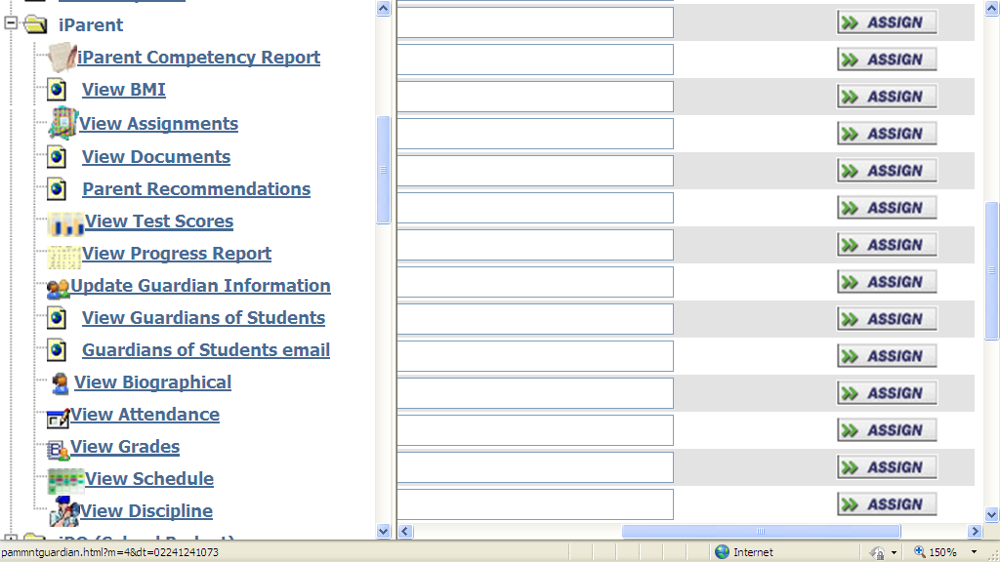 iParent
iParent Competency Report
View BMI
View Assignments
View Documents
Parent Recommendations
View Test Scores
View Progress Report
Update Guardian Information
View Guardians of Students
Guardians of Students email
View Biographical
View Attendance
View Grades
View Schedule
View Discipline
ASSIGN
ASSIGN
ASSIGN
ASSIGN
ASSIGN
ASSIGN
ASSIGN
ASSIGN
ASSIGN
ASSIGN
ASSIGN
ASSIGN
ASSIGN
ASSIGN
pammntguardian.html?m=4&dt=02241241073
Internet
150%